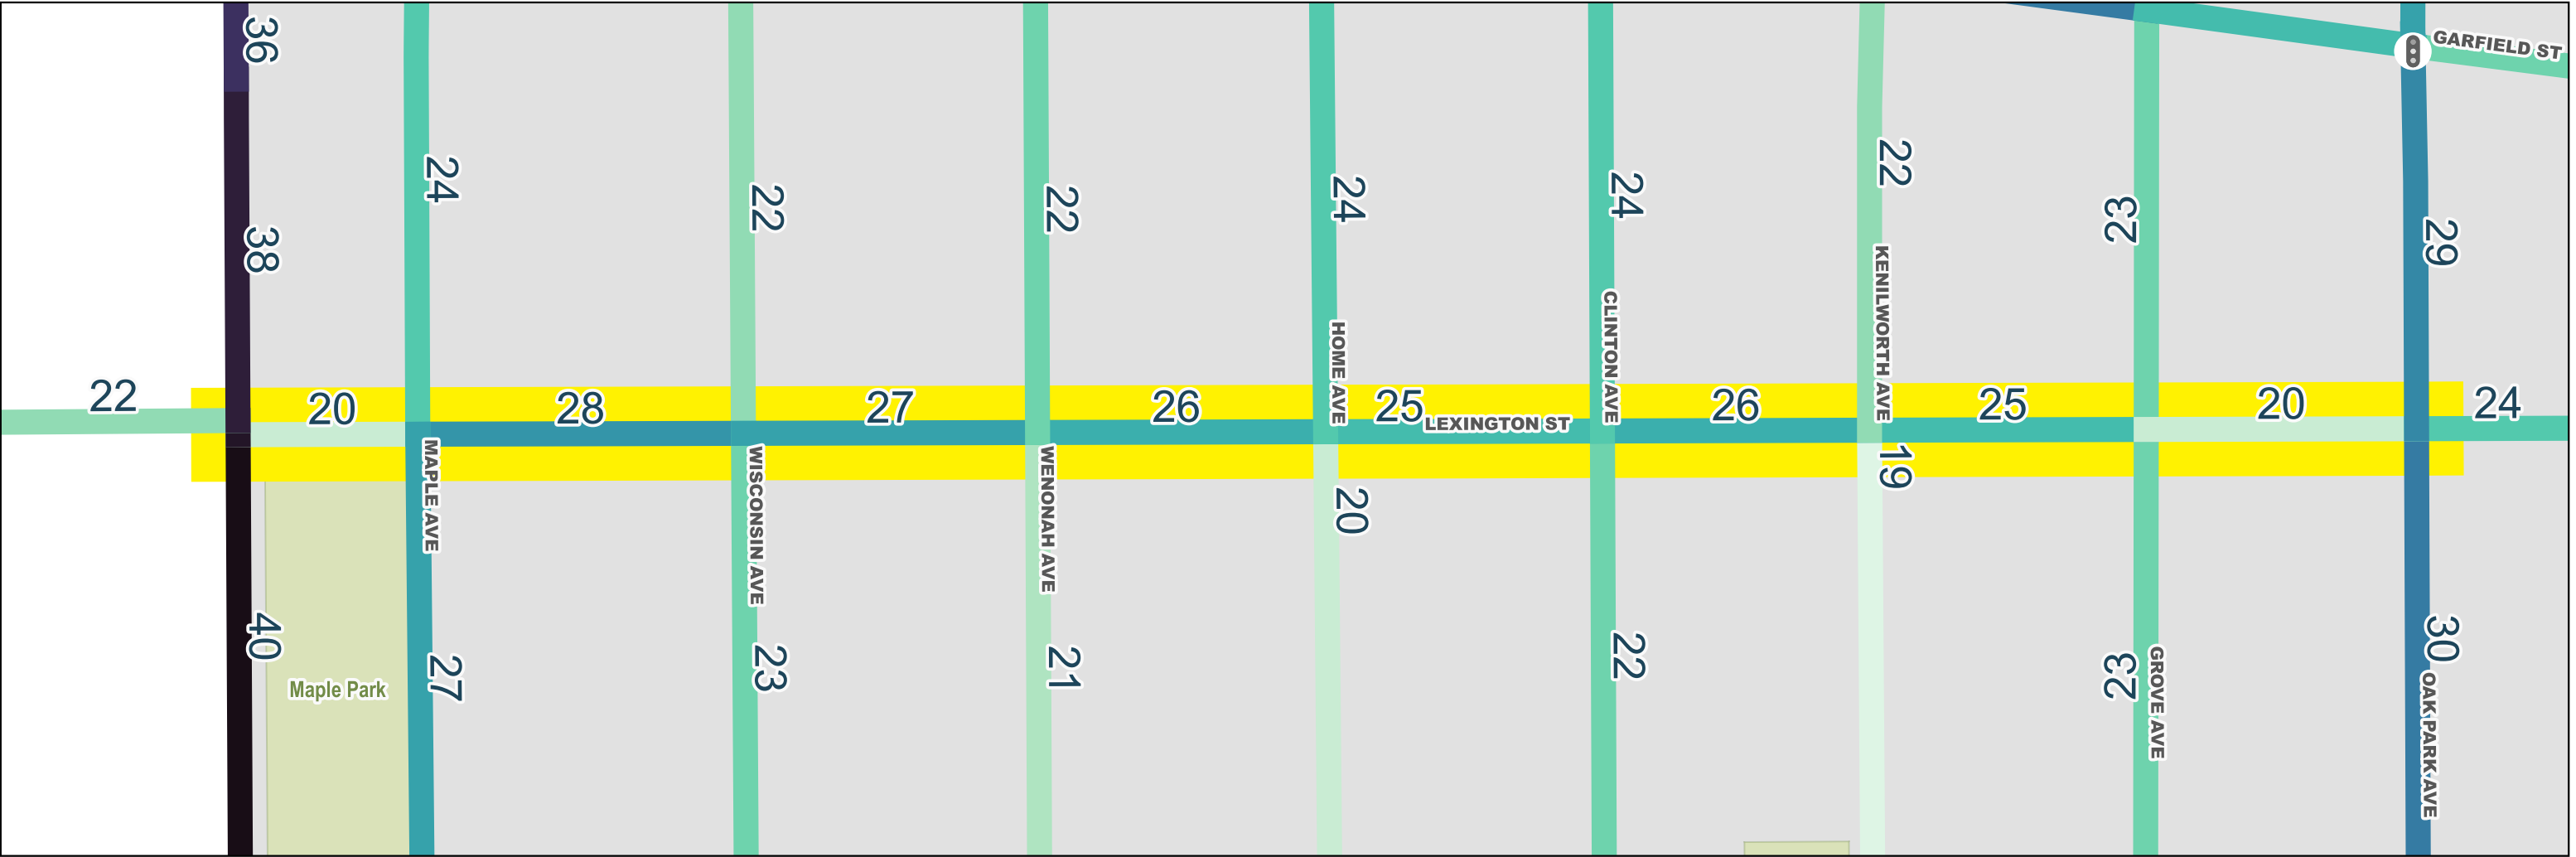 36
GARFIELD ST
24
22
22
24
24
22
23
29
38
KENILWORTH AVE
CLINTON AVE
HOME AVE
22
20
28
27
26
25
LEXINGTON ST
26
25
20
24
MAPLE AVE
WISCONSIN AVE
WENONAH AVE
20
19
40
27
23
21
22
23
GROVE AVE
30
OAK PARK AVE
Maple Park